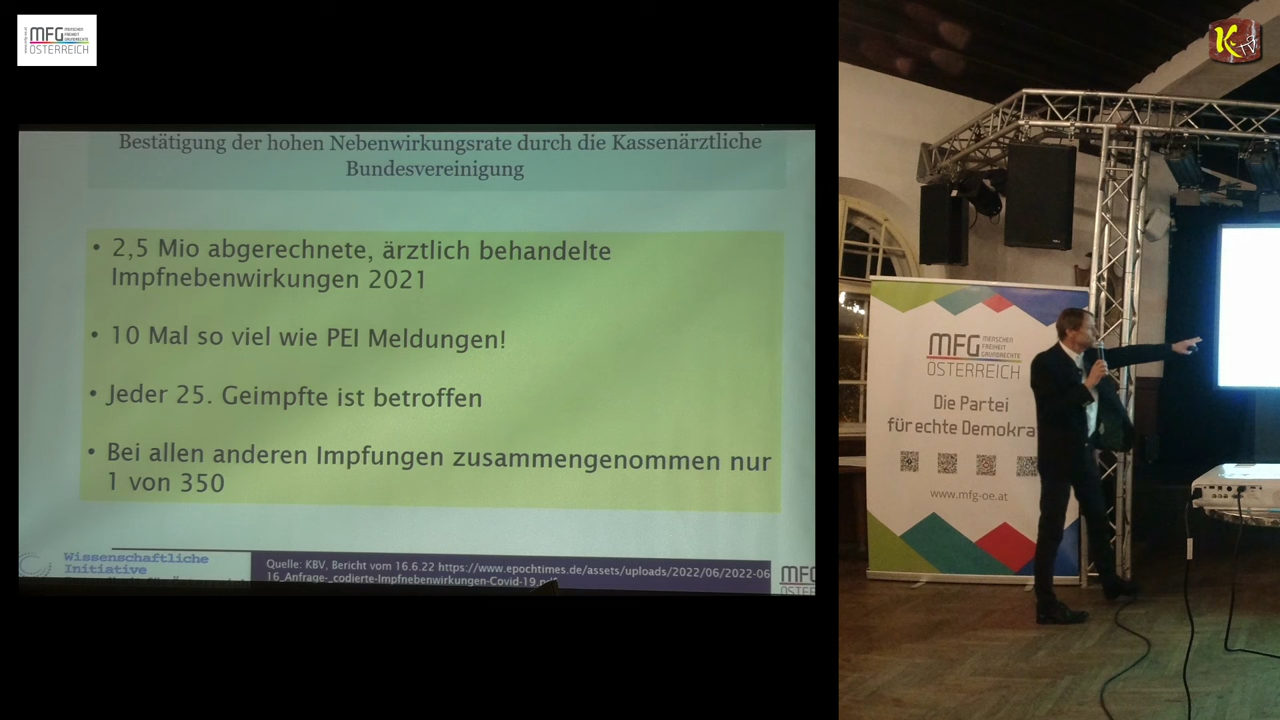 MFG MENSCHEN
FREIHEIT
GRUNDRECHTE
ÖSTERREICH
K TV
Bestätigung der hohen Nebenwirkungsrate durch die Kassenärztliche
Bundesvereinigung
• 2,5 Mio abgerechnete, ärztlich behandelte
Impfnebenwirkungen 2021
• 10 Mal so viel wie PEI Meldungen!
• Jeder 25. Geimpfte ist betroffen
• Bei allen anderen Impfungen zusammengenommen nur
1 von 350
Wissenschaftliche
Initiative
Quelle: KBV, Bericht vom 16.6.22 https://www.epochtimes.de/assets/uploads/2022/06/2022-06
16_Anfrage-_codierte-Impfnebenwirkungen-Covid-19.pdf
MFG
ÖSTERREICH
MFG MENSCHEN
FREIHEIT
GRUNDRECHTE
ÖSTERREICH
Die Partei
für echte Demokra
www.mfg-oe.at